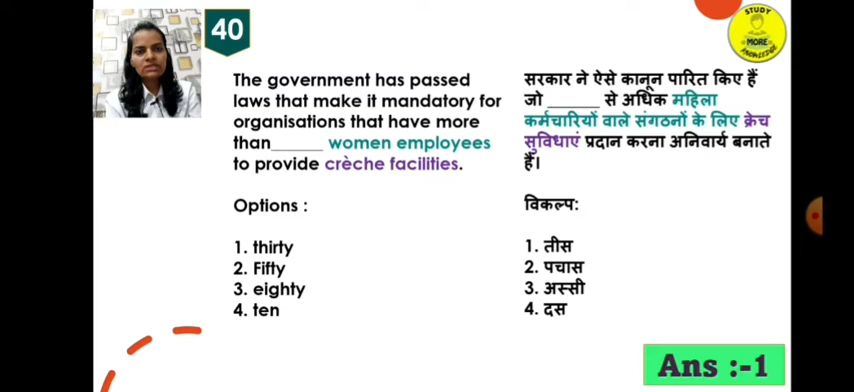 40
STUDY
MORE
KNOWLEDGE
The government has passed
laws that make it mandatory for
organisations that have more
than______ women employees
to provide crèche facilities.
Options :
1. thirty
2. Fifty
3. eighty
4. ten
सरकार ने ऐसे कानून पारित किए हैं
जो ______ से अधिक महिला
कर्मचारियों वाले संगठनों के लिए क्रेच
सुविधाएं प्रदान करना अनिवार्य बनाते
हैं।
विकल्प:
1. तीस
2. पचास
3. अस्सी
4. दस
Ans :-1